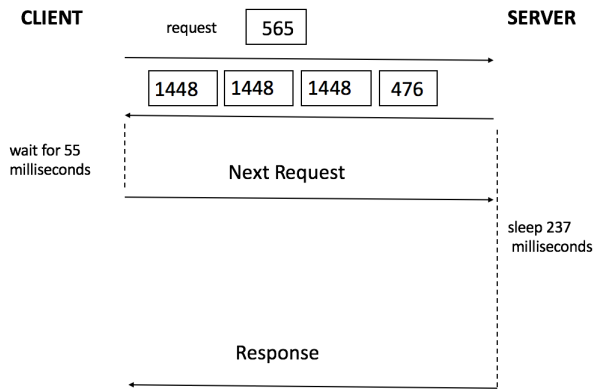 CLIENT
SERVER
request
565
1448 1448 1448 476
wait for 55
milliseconds
Next Request
sleep 237
milliseconds
Response